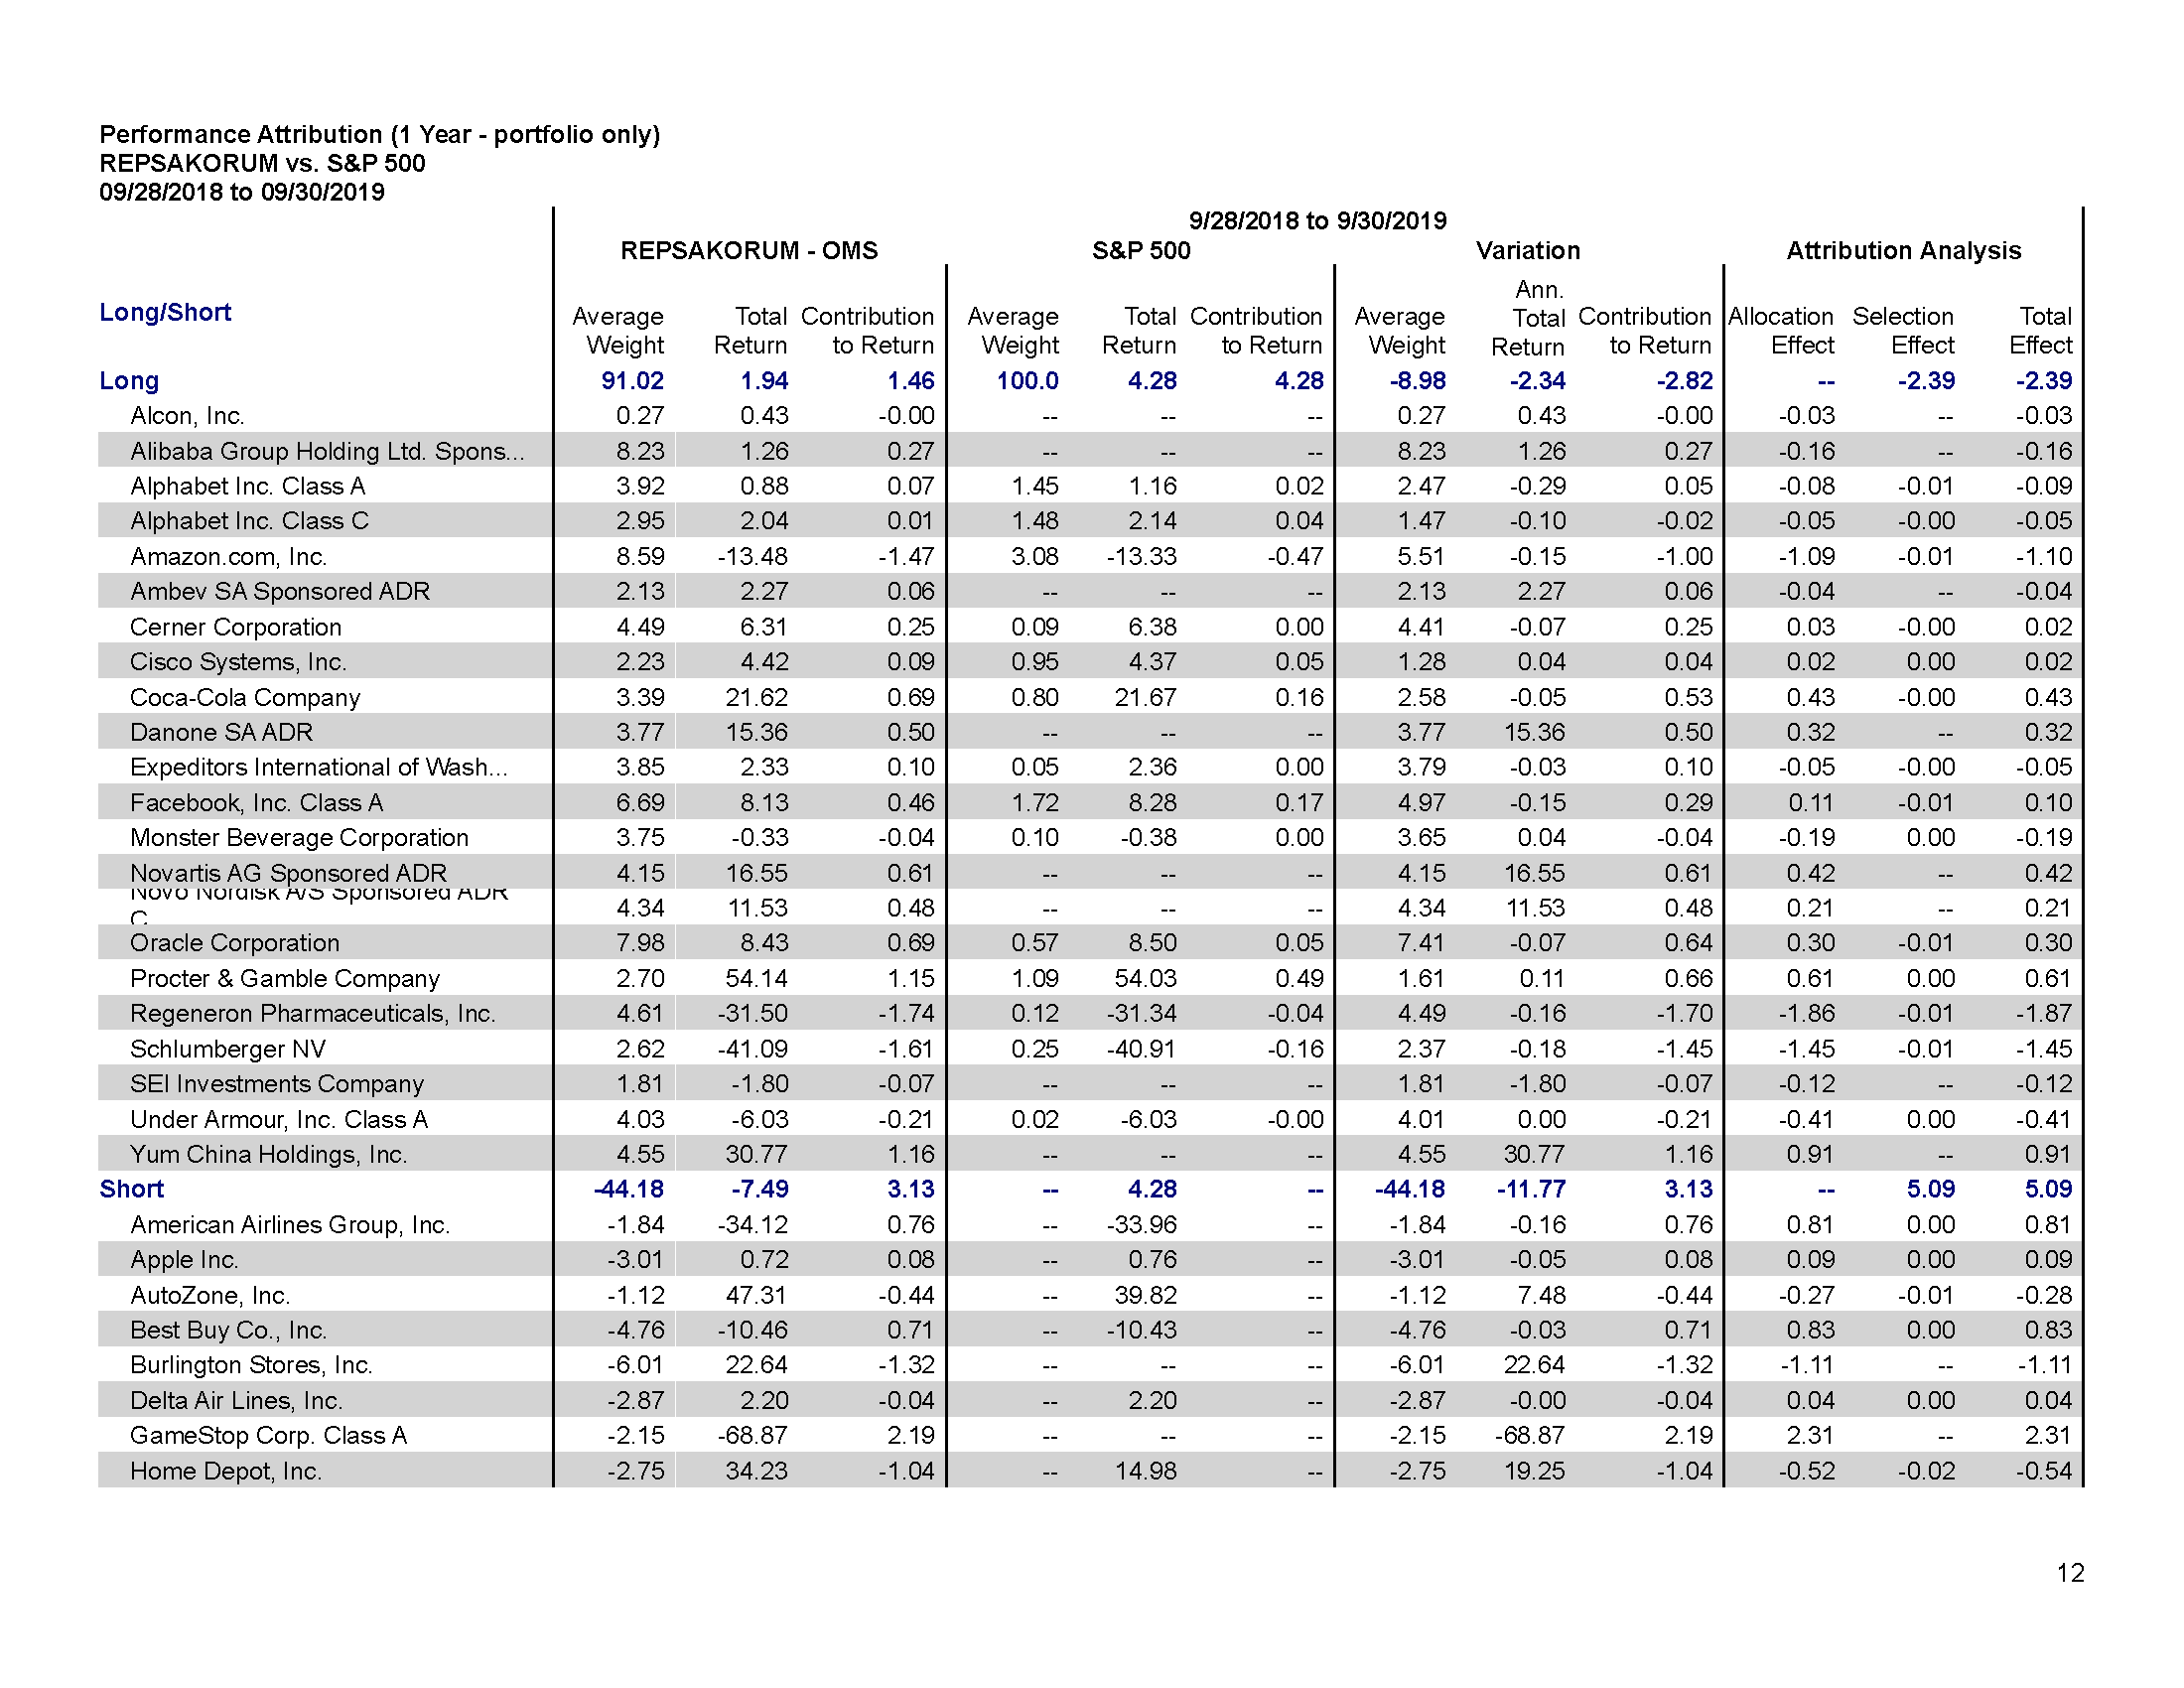 Performance Attribution (1 Year - portfolio only)
REPSAKORUM vs. S&P 500
09/28/2018 to 09/30/2019
9/28/2018 to 9/30/2019
REPSAKORUM - OMS S&P 500 Variation Attribution Analysis
Long/Short Average Weight Total Return Contribution to Return Average Weight Total Return Contribution to Return Average Weight Ann. Total Return Contribution to Return Allocation Effect Selection Effect Total Effect
Long 91.02 1.94 1.46 100.0 4.28 4.28 -8.98 -2.34 -2.82 -- -2.39 -2.39
Alcon, Inc. 0.27 0.43 -0.00 -- -- -- 0.27 0.43 -0.00 -0.03 -- -0.03
Alibaba Group Holding Ltd. Spons... 8.23 1.26 0.27 -- -- -- 8.23 1.26 0.27 -0.16 -- -0.16
Alphabet Inc. Class A 3.92 0.88 0.07 1.45 1.16 0.02 2.47 -0.29 0.05 -0.08 -0.01 -0.09
Alphabet Inc. Class C 2.95 2.04 0.01 1.48 2.14 0.04 1.47 -0.10 -0.02 -0.05 -0.00 -0.05
Amazon.com, Inc. 8.59 -13.48 -1.47 3.08 -13.33 -0.47 5.51 -0.15 -1.00 -1.09 -0.01 -1.10
Ambev SA Sponsored ADR 2.13 2.27 0.06 -- -- -- 2.13 2.27 0.06 -0.04 -- -0.04
Cerner Corporation 4.49 6.31 0.25 0.09 6.38 0.00 4.41 -0.07 0.25 0.03 -0.00 0.02
Cisco Systems, Inc. 2.23 4.42 0.09 0.95 4.37 0.05 1.28 0.04 0.04 0.02 0.00 0.02
Coca-Cola Company 3.39 21.62 0.69 0.80 21.67 0.16 2.58 -0.05 0.53 0.43 -0.00 0.43
Danone SA ADR 3.77 15.36 0.50 -- -- -- 3.77 15.36 0.50 0.32 -- 0.32
Expeditors International of Wash... 3.85 2.33 0.10 0.05 2.36 0.00 3.79 -0.03 0.10 -0.05 -0.00 -0.05
Facebook, Inc. Class A 6.69 8.13 0.46 1.72 8.28 0.17 4.97 -0.15 0.29 0.11 -0.01 0.10
Monster Beverage Corporation 3.75 -0.33 -0.04 0.10 -0.38 0.00 3.65 0.04 -0.04 -0.19 0.00 -0.19
Novartis AG Sponsored ADR 4.15 16.55 0.61 -- -- -- 4.15 16.55 0.61 0.42 -- 0.42
Novo Nordisk A/S Sponsored ADR C 4.34 11.53 0.48 -- -- -- 4.34 11.53 0.48 0.21 -- 0.21
Oracle Corporation 7.98 8.43 0.69 0.57 8.50 0.05 7.41 -0.07 0.64 0.30 -0.01 0.30
Procter & Gamble Company 2.70 54.14 1.15 1.09 54.03 0.49 1.61 0.11 0.66 0.61 0.00 0.61
Regeneron Pharmaceuticals, Inc. 4.61 -31.50 -1.74 0.12 -31.34 -0.04 4.49 -0.16 -1.70 -1.86 -0.01 -1.87
Schlumberger NV 2.62 -41.09 -1.61 0.25 -40.91 -0.16 2.37 -0.18 -1.45 -1.45 -0.01 -1.45
SEI Investments Company 1.81 -1.80 -0.07 -- -- -- 1.81 -1.80 -0.07 -0.12 -- -0.12
Under Armour, Inc. Class A 4.03 -6.03 -0.21 0.02 -6.03 -0.00 4.01 0.00 -0.21 -0.41 0.00 -0.41
Yum China Holdings, Inc. 4.55 30.77 1.16 -- -- -- 4.55 30.77 1.16 0.91 -- 0.91
Short -44.18 -7.49 3.13 -- 4.28 -- -44.18 -11.77 3.13 -- 5.09 5.09
American Airlines Group, Inc. -1.84 -34.12 0.76 -- -33.96 -- -1.84 -0.16 0.76 0.81 0.00 0.81
Apple Inc. -3.01 0.72 0.08 -- 0.76 -- -3.01 -0.05 0.08 0.09 0.00 0.09
AutoZone, Inc. -1.12 47.31 -0.44 -- 39.82 -- -1.12 7.48 -0.44 -0.27 -0.01 -0.28
Best Buy Co., Inc. -4.76 -10.46 0.71 -- -10.43 -- -4.76 -0.03 0.71 0.83 0.00 0.83
Burlington Stores, Inc. -6.01 22.64 -1.32 -- -- -- -6.01 22.64 -1.32 -1.11 -- -1.11
Delta Air Lines, Inc. -2.87 2.20 -0.04 -- 2.20 -- -2.87 -0.00 -0.04 0.04 0.00 0.04
GameStop Corp. Class A -2.15 -68.87 2.19 -- -- -- -2.15 -68.87 2.19 2.31 -- 2.31
Home Depot, Inc. -2.75 34.23 -1.04 -- 14.98 -- -2.75 19.25 -1.04 -0.52 -0.02 -0.54
12